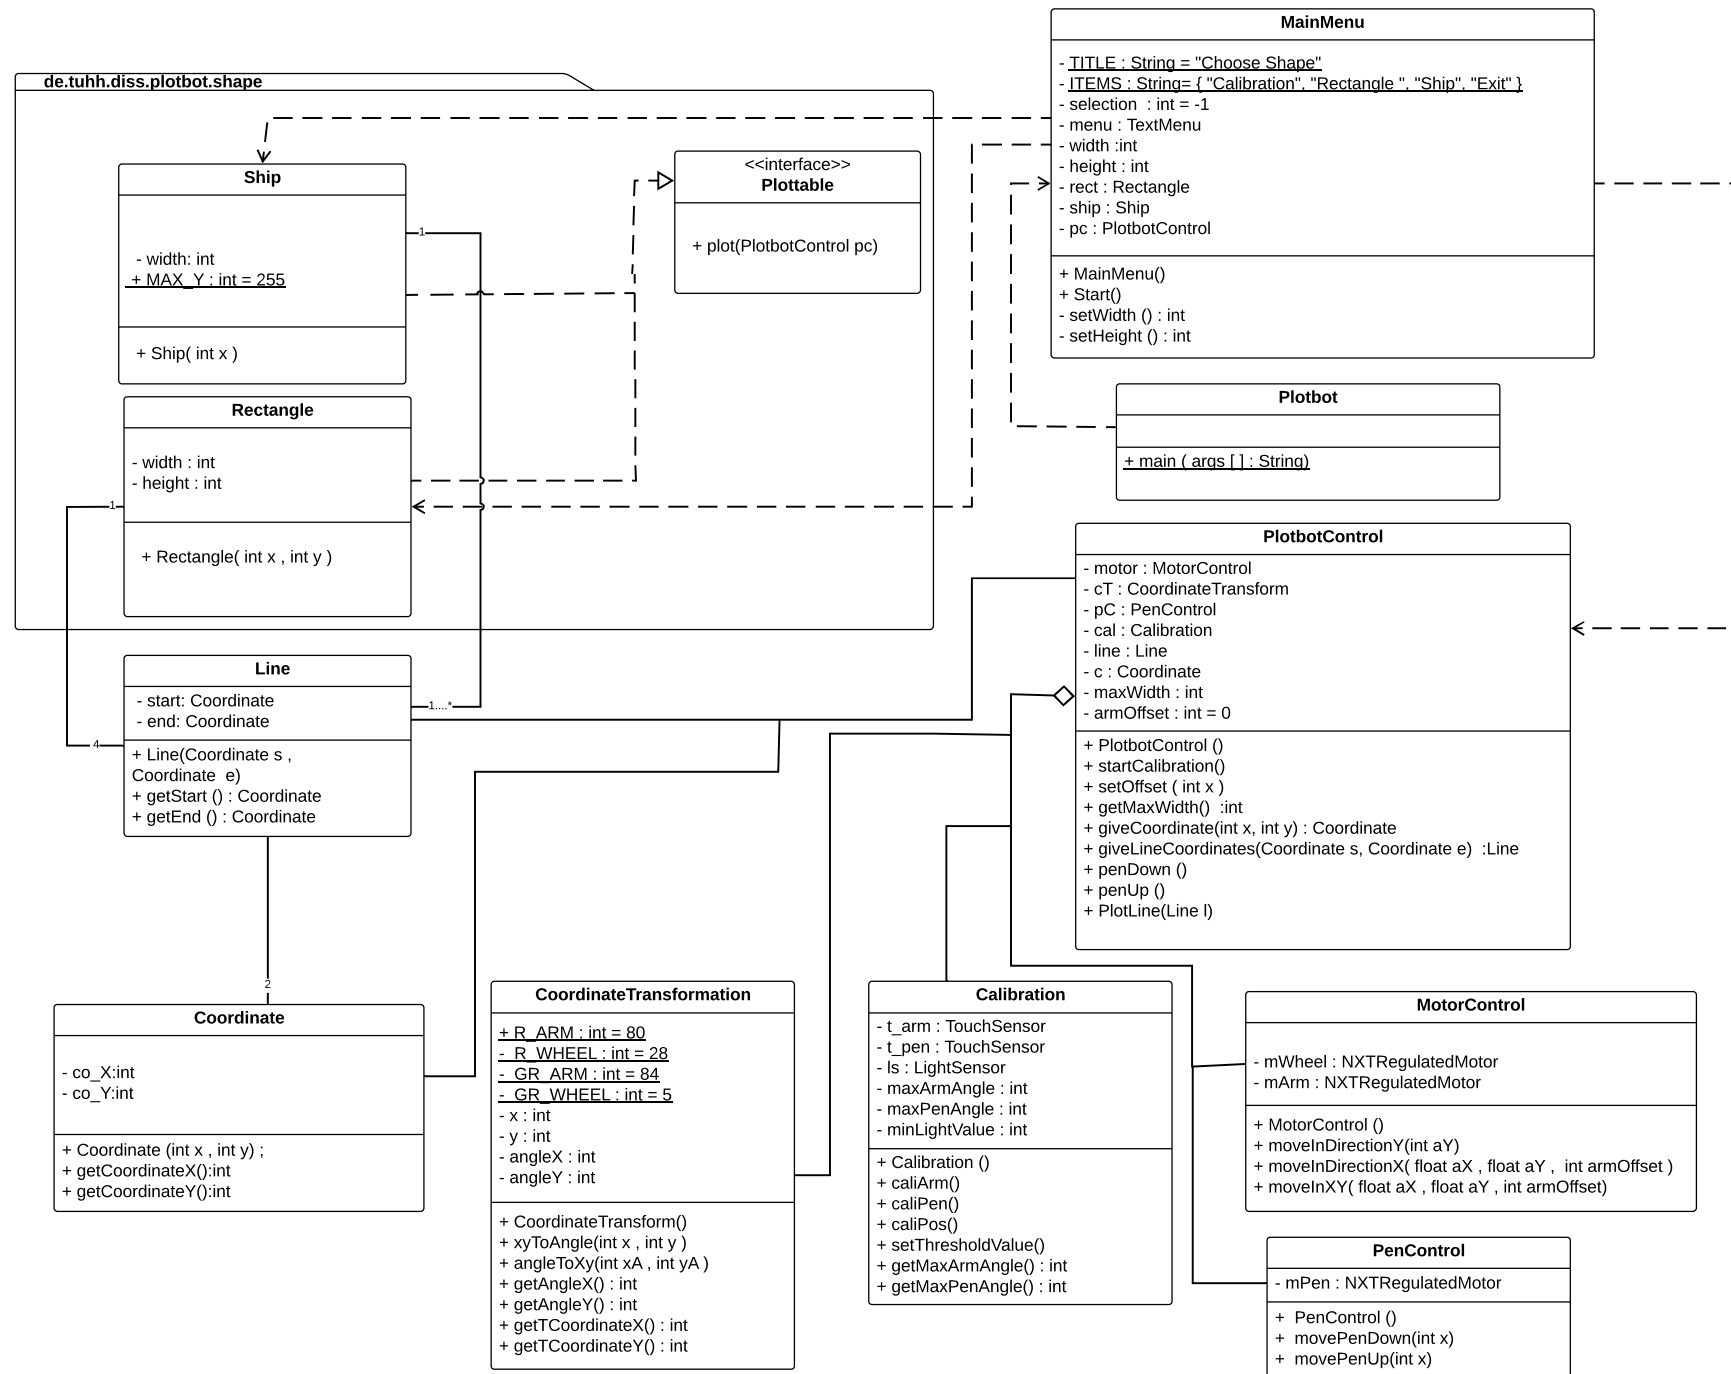 de.tuhh.diss.plotbot.shape
Ship
- width: int
+ MAX_Y : int = 255
+ Ship( int x )
1
<<interface>>
Plottable
+ plot(PlotbotControl pc)
Rectangle
- width : int
- height : int
+ Rectangle( int x , int y )
1
MainMenu
- TITLE : String = "Choose Shape"
- ITEMS : String= { "Calibration", "Rectangle ", "Ship", "Exit" }
- selection  : int = -1
- menu : TextMenu
- width :int
- height : int
- rect : Rectangle
- ship : Ship
- pc : PlotbotControl
+ MainMenu()
+ Start()
- setWidth () : int
- setHeight () : int
Plotbot
+ main ( args [ ] : String)
PlotbotControl
- motor : MotorControl
- cT : CoordinateTransform
- pC : PenControl
- cal : Calibration
- line : Line
- c : Coordinate
- maxWidth : int
- armOffset : int = 0
+ PlotbotControl ()
+ startCalibration()
+ setOffset ( int x )
+ getMaxWidth()  :int
+ giveCoordinate(int x, int y) : Coordinate
+ giveLineCoordinates(Coordinate s, Coordinate e)  :Line
+ penDown ()
+ penUp ()
+ PlotLine(Line l)
Line
- start: Coordinate
- end: Coordinate
+ Line(Coordinate s ,
Coordinate  e)
+ getStart () : Coordinate
+ getEnd () : Coordinate
1....*
4
2
Coordinate
- co_X:int
- co_Y:int
+ Coordinate (int x , int y) ;
+ getCoordinateX():int
+ getCoordinateY():int
CoordinateTransformation
+ R_ARM : int = 80
-  R_WHEEL : int = 28
-  GR_ARM : int = 84
-  GR_WHEEL : int = 5
- x : int
- y : int
- angleX : int
- angleY : int
+ CoordinateTransform()
+ xyToAngle(int x , int y )
+ angleToXy(int xA , int yA )
+ getAngleX() : int
+ getAngleY() : int
+ getTCoordinateX() : int
+ getTCoordinateY() : int
Calibration
- t_arm : TouchSensor
- t_pen : TouchSensor
- ls : LightSensor
- maxArmAngle : int
- maxPenAngle : int
- minLightValue : int
+ Calibration ()
+ caliArm()
+ caliPen()
+ caliPos()
+ setThresholdValue()
+ getMaxArmAngle() : int
+ getMaxPenAngle() : int
MotorControl
- mWheel : NXTRegulatedMotor
- mArm : NXTRegulatedMotor
+ MotorControl ()
+ moveInDirectionY(int aY)
+ moveInDirectionX( float aX , float aY ,  int armOffset )
+ moveInXY( float aX , float aY , int armOffset)
PenControl
- mPen : NXTRegulatedMotor
+  PenControl ()
+  movePenDown(int x)
+  movePenUp(int x)